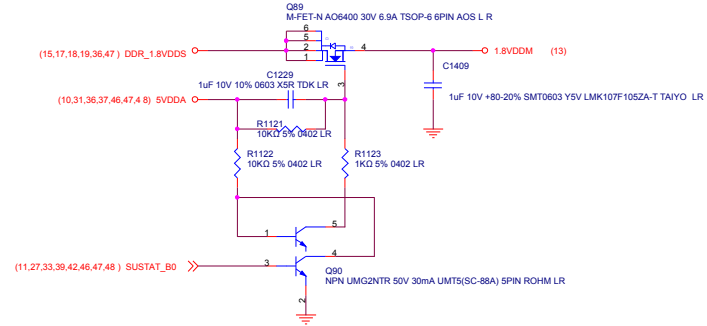 Q89
M-FET-N AO6400 30V 6.9A TSOP-6 6PIN AOS L R
6
5
(15,17,18,19,36,47 ) DDR_1.8VDDS
2
4
1.8VDDM (13)
1
C1229
1uF 10V 10% 0603 X5R TDK LR
3
C1409
1uF 10V +80-20% SMT0603 Y5V LMK107F105ZA-T TAIYO LR
(10,31,36,37,46,47,4 8) 5VDDA
R1121
10KΩ 5% 0402 LR
R1122
10KΩ 5% 0402 LR
R1123
1KΩ 5% 0402 LR
5
1
4
(11,27,33,39,42,46,47,48 ) SUSTAT_B0
3
Q90
NPN UMG2NTR 50V 30mA UMT5(SC-88A) 5PIN ROHM LR
2